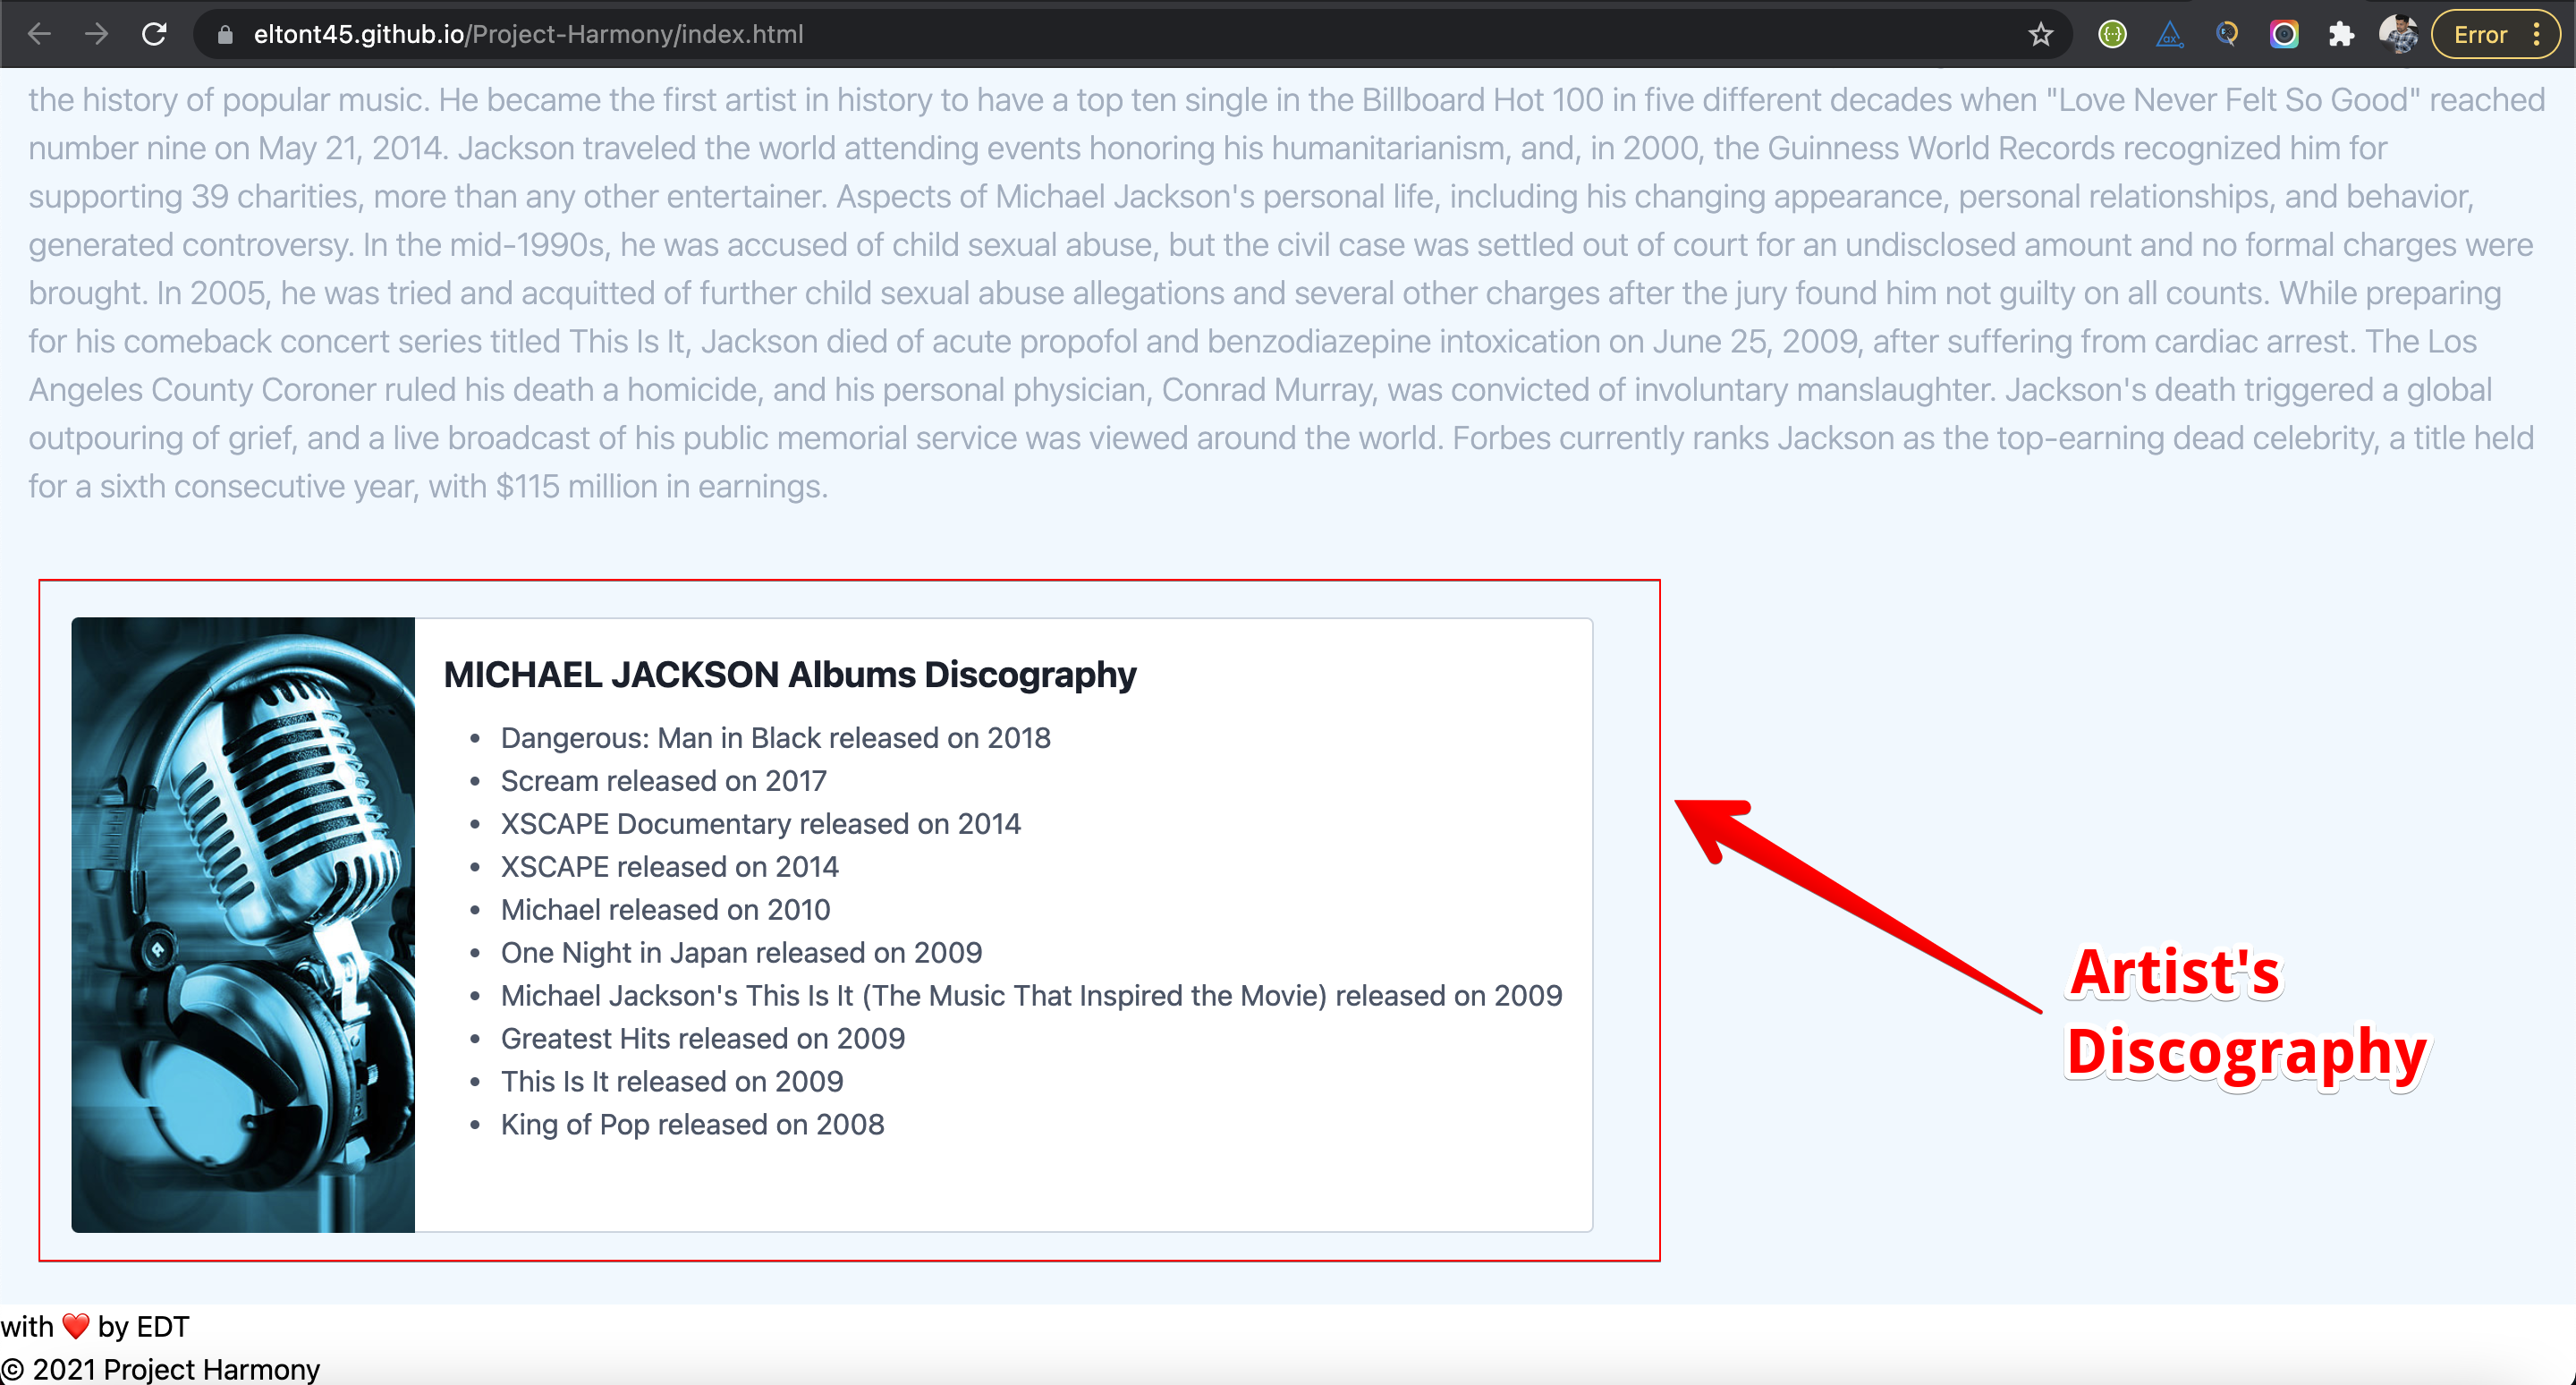 eltont45.github.io/Project-Harmony/index.html
Error
the history of popular music. He became the first artist in history to have a top ten single in the Billboard Hot 100 in five different decades when "Love Never Felt So Good" reached
number nine on May 21, 2014. Jackson traveled the world attending events honoring his humanitarianism, and, in 2000, the Guinness World Records recognized him for
supporting 39 charities, more than any other entertainer. Aspects of Michael Jackson's personal life, including his changing appearance, personal relationships, and behavior,
generated controversy. In the mid-1990s, he was accused of child sexual abuse, but the civil case was settled out of court for an undisclosed amount and no formal charges were
brought. In 2005, he was tried and acquitted of further child sexual abuse allegations and several other charges after the jury found him not guilty on all counts. While preparing
for his comeback concert series titled This Is It, Jackson died of acute propofol and benzodiazepine intoxication on June 25, 2009, after suffering from cardiac arrest. The Los
Angeles County Coroner ruled his death a homicide, and his personal physician, Conrad Murray, was convicted of involuntary manslaughter. Jackson's death triggered a global
outpouring of grief, and a live broadcast of his public memorial service was viewed around the world. Forbes currently ranks Jackson as the top-earning dead celebrity, a title held
for a sixth consecutive year, with $115 million in earnings.
MICHAEL JACKSON Albums Discography
• Dangerous: Man in Black released on 2018
• Scream released on 2017
• XSCAPE Documentary released on 2014
• XSCAPE released on 2014
• Michael released on 2010
• One Night in Japan released on 2009
• Michael Jackson's This Is It (The Music That Inspired the Movie) released on 2009
• Greatest Hits released on 2009
• This Is It released on 2009
• King of Pop released on 2008
Artist's
Discography
with ❤️ by EDT
© 2021 Project Harmony